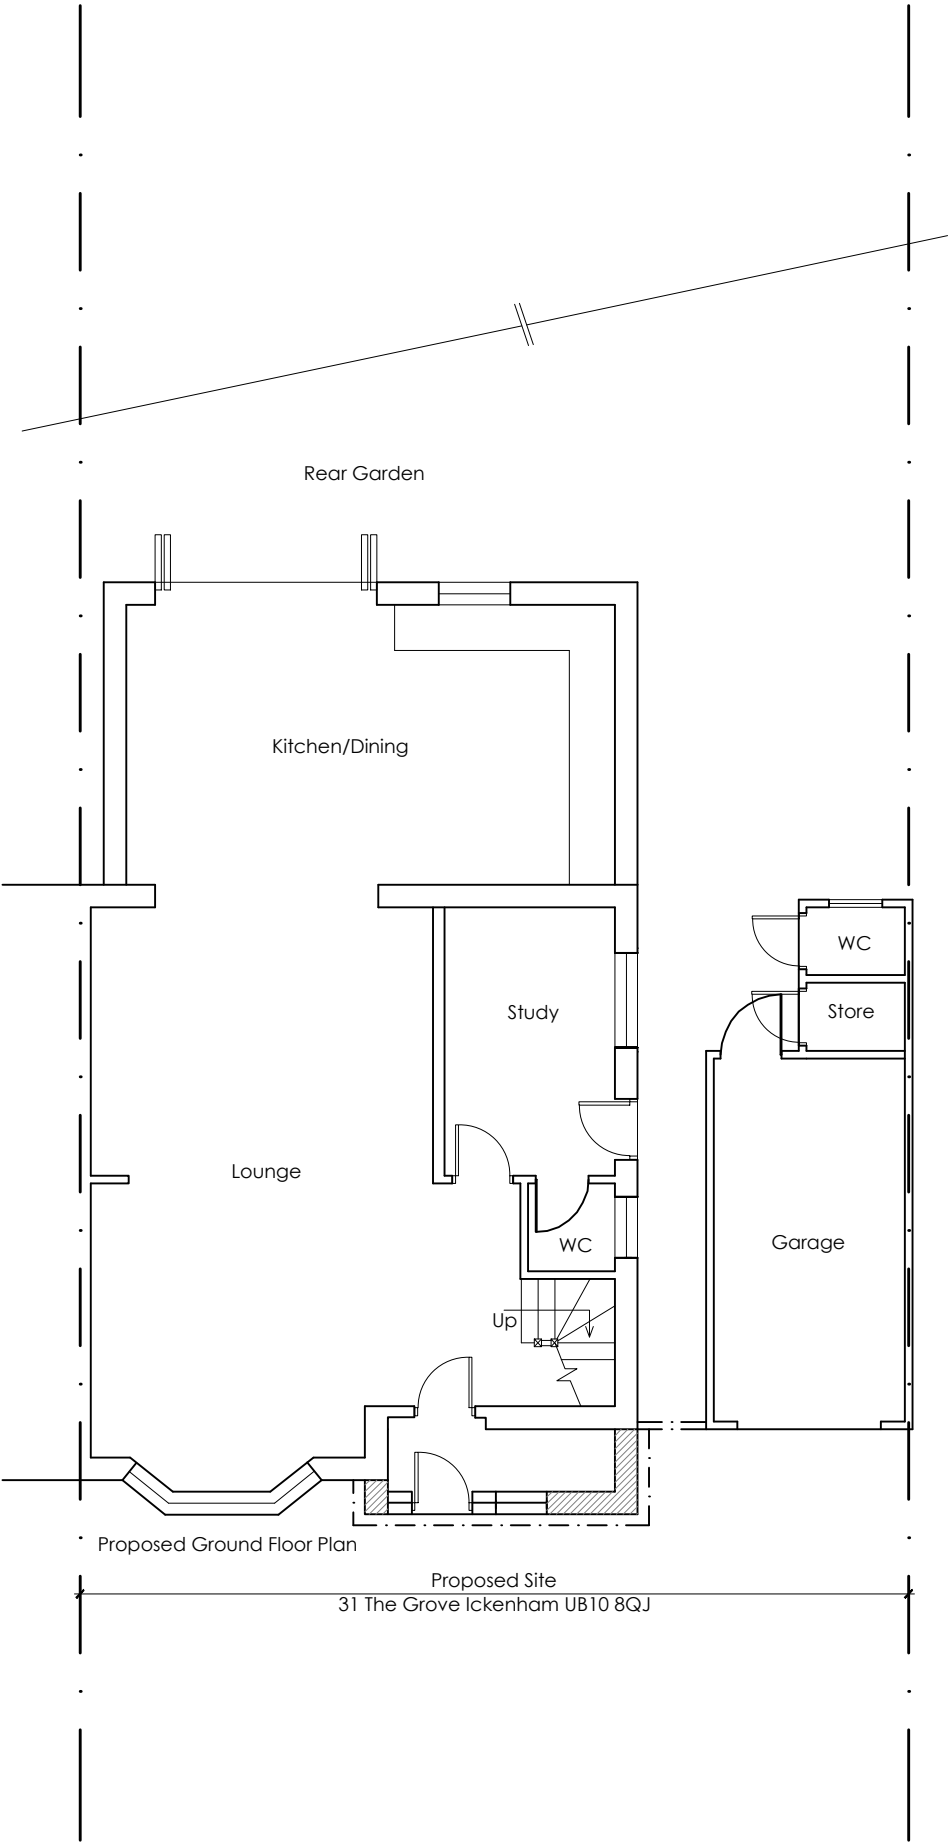 Rear Garden
Kitchen/Dining
WC
Study
Store
Lounge
WC
Garage
Up
Proposed Ground Floor Plan
Proposed Site
31 The Grove Ickenham UB10 8QJ